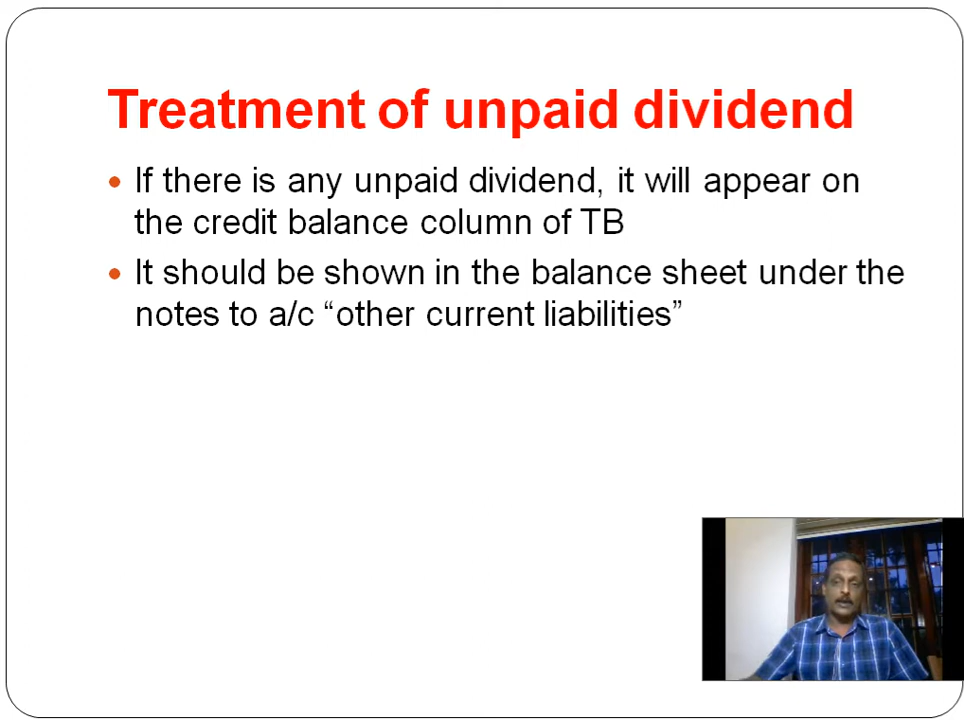 Treatment of unpaid dividend
If there is any unpaid dividend, it will appear on
the credit balance column of TB
It should be shown in the balance sheet under the
notes to a/c “other current liabilities”